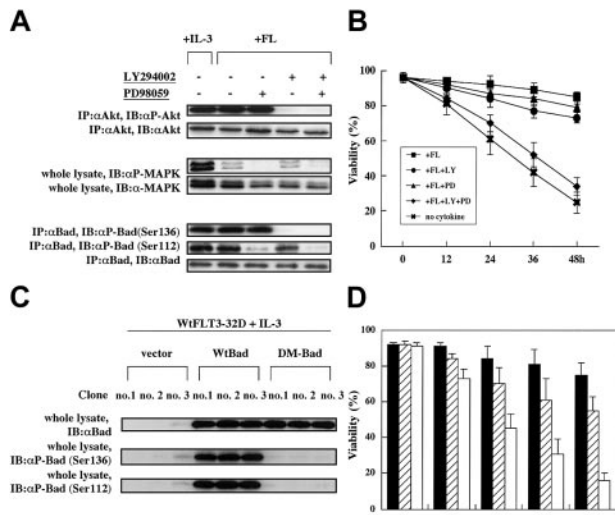 A
+IL-3 +FL
LY294002 - - - + +
PD98059 - - + - +
IP:αAkt, IB:αP-Akt
IP:αAkt, IB:αAkt
whole lysate, IB:αP-MAPK
whole lysate, IB:α-MAPK
IP:αBad, IB:αP-Bad(Ser136)
IP:αBad, IB:αP-Bad (Ser112)
IP:αBad, IB:αBad
B
Viability (%)
100
80
60
40
20
0
+FL
+FL+LY
+FL+PD
+FL+LY+PD
no cytokine
0 12 24 36 48h
C
WtFLT3-32D + IL-3
vector WtBad DM-Bad
Clone no.1 no. 2 no. 3 no.1 no. 2 no. 3 no.1 no. 2 no. 3
whole lysate,
IB:αBad
whole lysate,
IB:αP-Bad (Ser136)
whole lysate,
IB:αP-Bad (Ser112)
D
Viability (%)
100
80
60
40
20
0